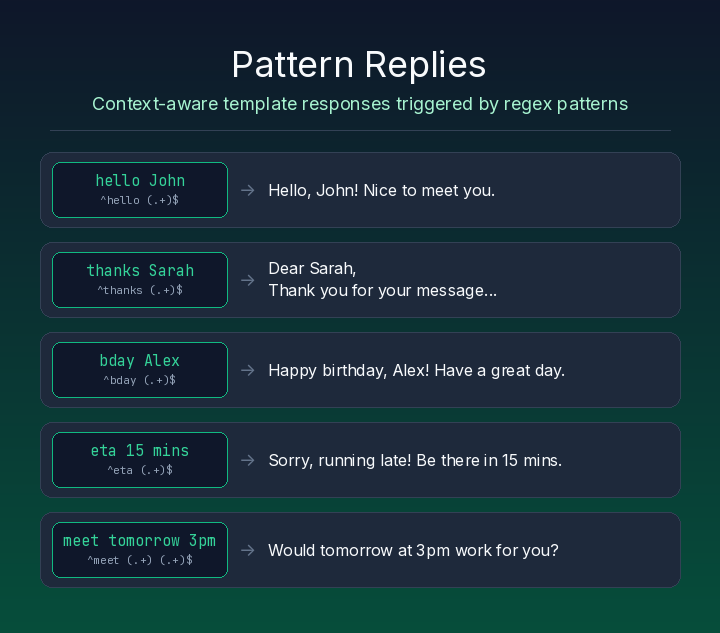 Pattern Replies
Context-aware template responses triggered by regex patterns
hello John
^hello (.+)$
→ Hello, John! Nice to meet you.
thanks Sarah
^thanks (.+)$
→ Dear Sarah,
Thank you for your message...
bday Alex
^bday (.+)$
→ Happy birthday, Alex! Have a great day.
eta 15 mins
^eta (.+)$
→ Sorry, running late! Be there in 15 mins.
meet tomorrow 3pm
^meet (.+) (.+)$
→ Would tomorrow at 3pm work for you?